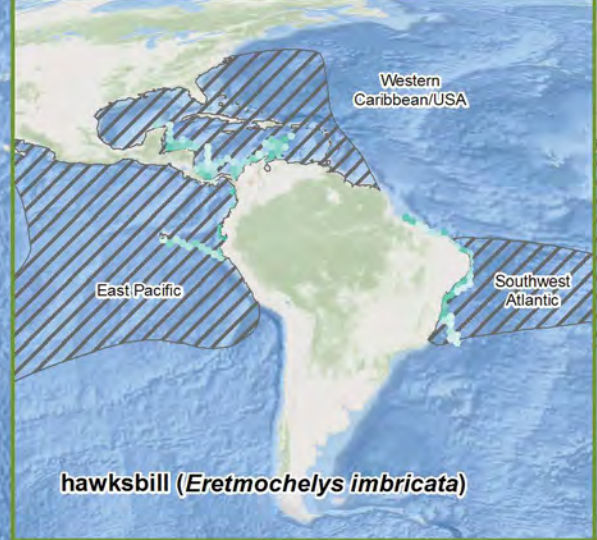 Western
Caribbean/USA
East Pacific
Southwest
Atlantic
hawksbill (Eretmochelys imbricata)